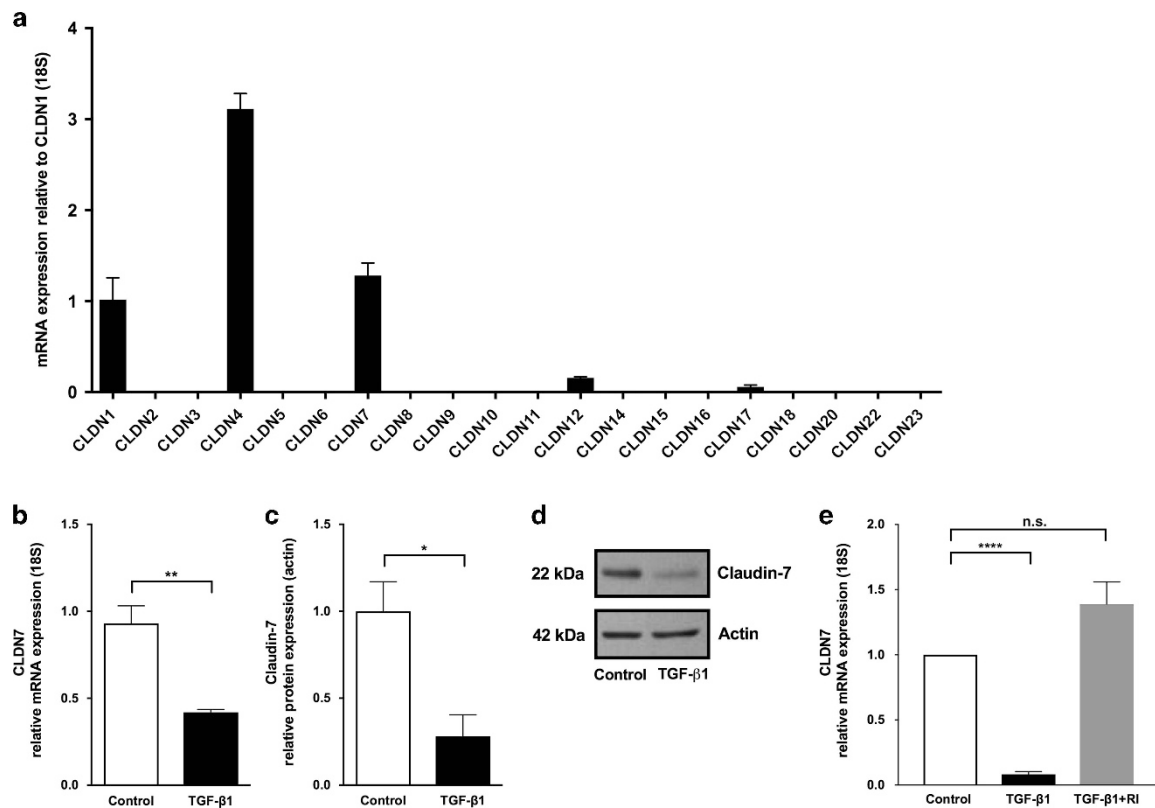 a
mRNA expression relative to CLDN1 (18S)
4
3
2
1
0
CLDN1
CLDN2
CLDN3
CLDN4
CLDN5
CLDN6
CLDN7
CLDN8
CLDN9
CLDN10
CLDN11
CLDN12
CLDN14
CLDN15
CLDN16
CLDN17
CLDN18
CLDN20
CLDN22
CLDN23
b
CLDN7
relative mRNA expression (18S)
1.5
1.0
0.5
0.0
**
Control
TGF-β1
c
Claudin-7
relative protein expression (actin)
1.5
1.0
0.5
0.0
*
Control
TGF-β1
d
22 kDa
Claudin-7
42 kDa
Actin
Control
TGF-β1
e
CLDN7
relative mRNA expression (18S)
2.0
1.5
1.0
0.5
0.0
n.s.
****
Control
TGF-β1
TGF-β1+RI